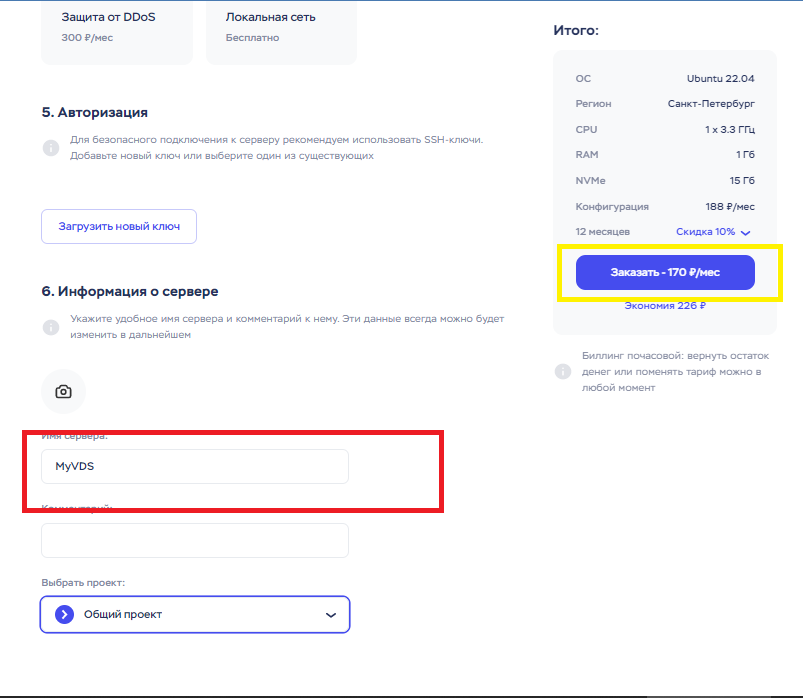 Защита от DDoS
300 ₽/мес
Локальная сеть
Бесплатно
5. Авторизация
Для безопасного подключения к серверу рекомендуем использовать SSH-ключи.
Добавьте новый ключ или выберите один из существующих
Загрузить новый ключ
6. Информация о сервере
Укажите удобное имя сервера и комментарий к нему. Эти данные всегда можно будет
изменить в дальнейшем
Имя сервера:
MyVDS
Комментарий:
Выбрать проект:
Общий проект
Итого:
ОС Ubuntu 22.04
Регион Санкт-Петербург
CPU 1 x 3.3 ГГц
RAM 1 Гб
NVMe 15 Гб
Конфигурация 188 ₽/мес
12 месяцев Скидка 10%
Заказать - 170 ₽/мес
Экономия 226 ₽
Биллинг почасовой: вернуть остаток
денег или поменять тариф можно в
любой момент